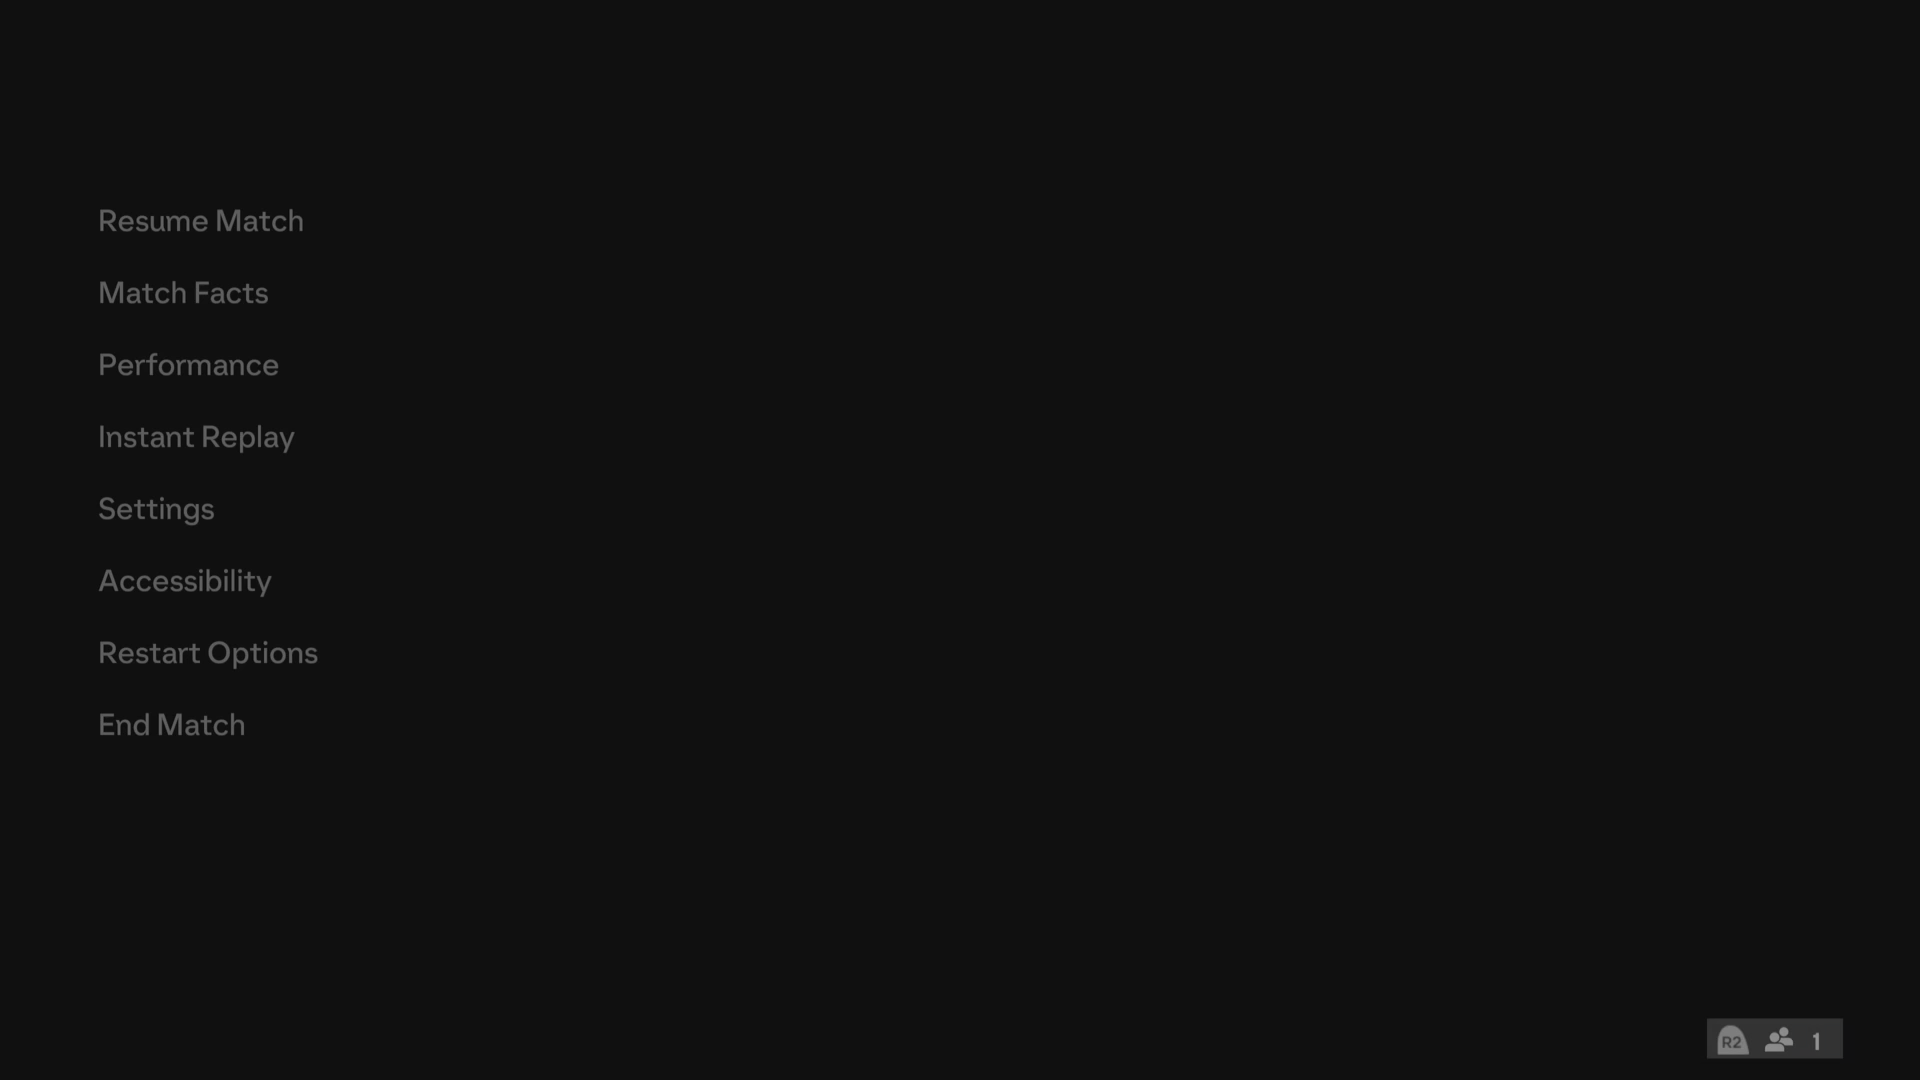 Resume Match
Match Facts
Performance
Instant Replay
Settings
Accessibility
Restart Options
End Match
R2 1